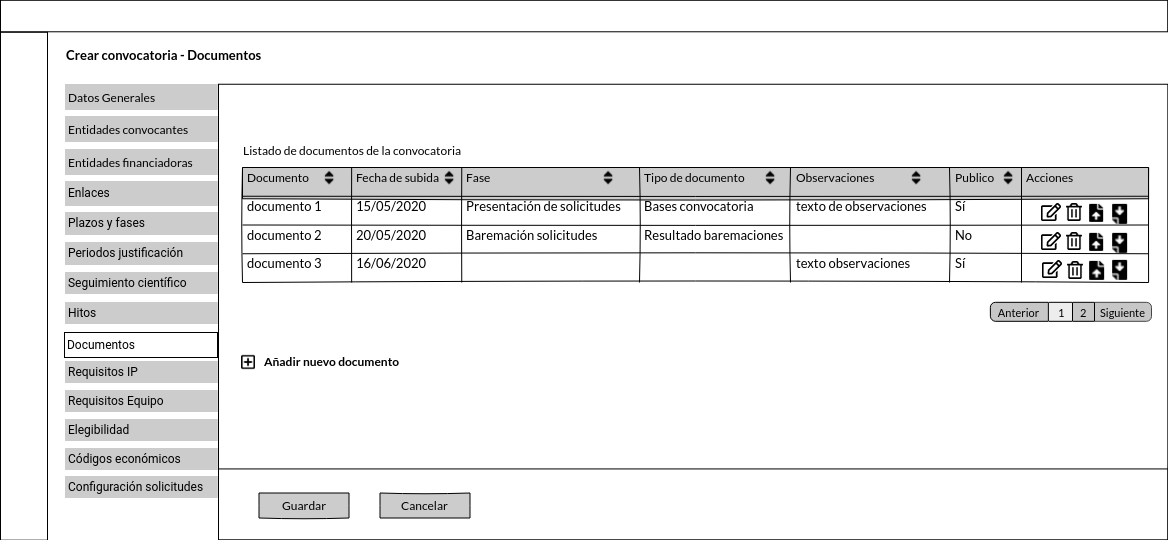 Crear convocatoria - Documentos
Datos Generales
Entidades convocantes
Entidades financiadoras
Enlaces
Plazos y fases
Periodos justificación
Seguimiento científico
Hitos
Documentos
Requisitos IP
Requisitos Equipo
Elegibilidad
Códigos económicos
Configuración solicitudes
Listado de documentos de la convocatoria
Documento Fecha de subida Fase Tipo de documento Observaciones Publico Acciones
documento 1 15/05/2020 Presentación de solicitudes Bases convocatoria texto de observaciones Sí
documento 2 20/05/2020 Baremación solicitudes Resultado baremaciones No
documento 3 16/06/2020 texto observaciones Sí
Anterior 1 2 Siguiente
Añadir nuevo documento
Guardar Cancelar